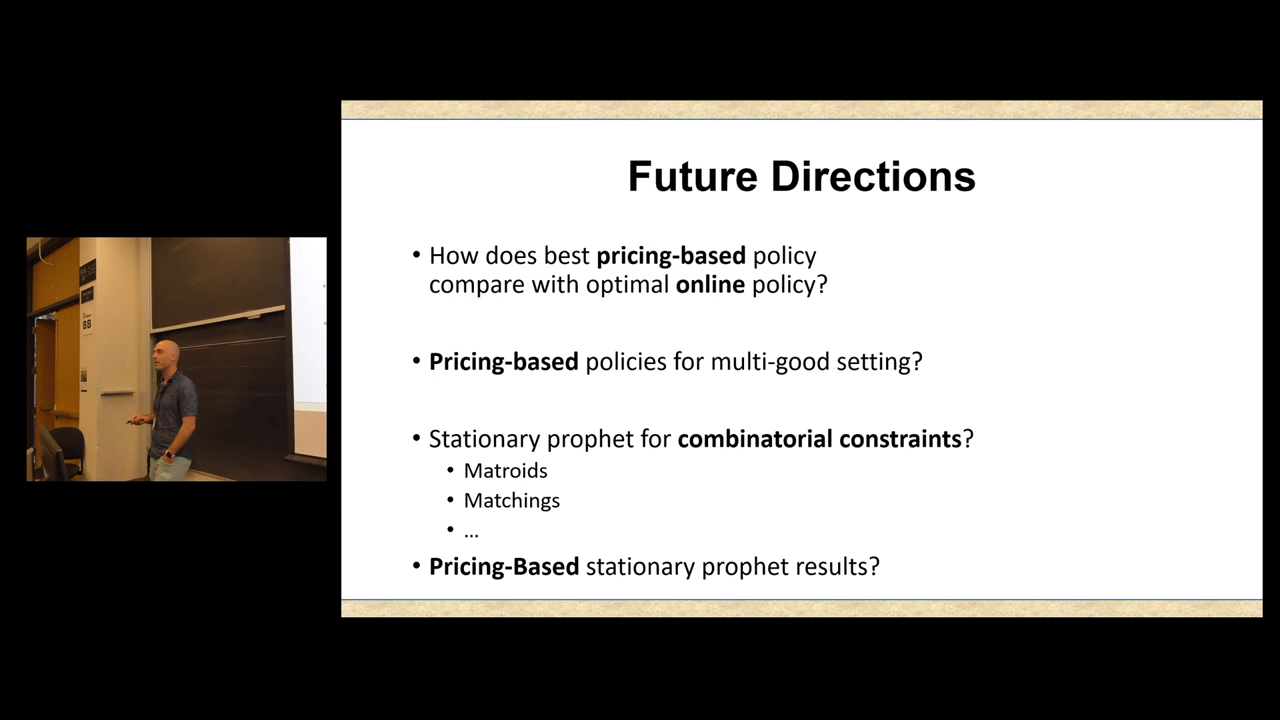 Future Directions
• How does best pricing-based policy
compare with optimal online policy?
• Pricing-based policies for multi-good setting?
• Stationary prophet for combinatorial constraints?
• Matroids
• Matchings
• ...
• Pricing-Based stationary prophet results?
BB